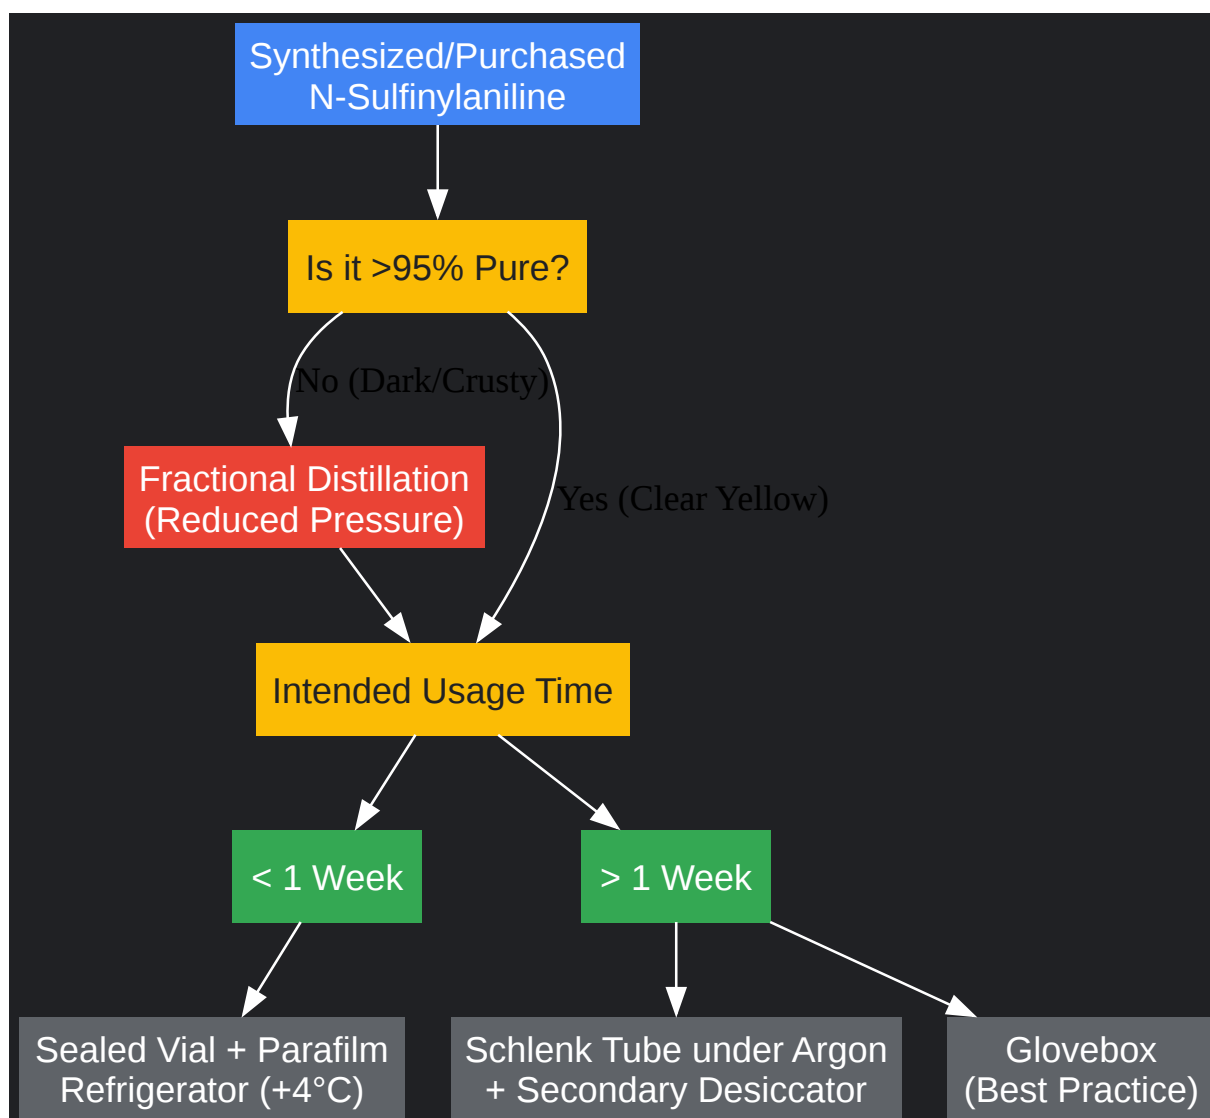 Synthesized/Purchased
N-Sulfinylaniline
Is it >95% Pure?
No (Dark/Crusty)
Fractional Distillation
(Reduced Pressure)
Yes (Clear Yellow)
Intended Usage Time
< 1 Week
> 1 Week
Sealed Vial + Parafilm
Refrigerator (+4°C)
Schlenk Tube under Argon
+ Secondary Desiccator
Glovebox
(Best Practice)